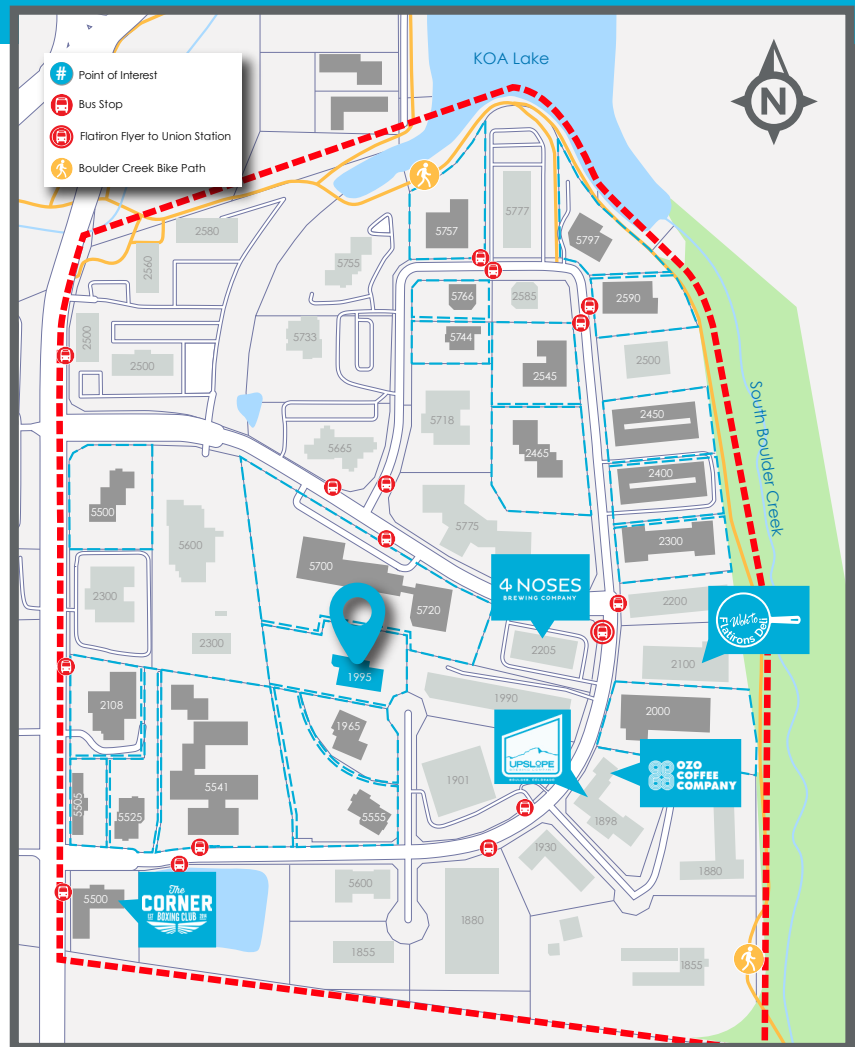 KOA Lake
N
# Point of Interest
Bus Stop
Flatiron Flyer to Union Station
Boulder Creek Bike Path
5777
5757
2580
5797
5755
2560
5766
2585
2590
2500
5733
5744
2500
2545
2500
2450
5718
5665
2465
2400
South Boulder Creek
5500
5775
5600
2300
5700
4 NOSES
BREWING COMPANY
2300
5720
2200
Wok to
Flatirons Deli
2300
2205
2100
1995
1990
2108
2000
1965
UPSLOPE
BOULDER, COLORADO
OZO
COFFEE
COMPANY
1901
5541
5505
5525
5555
1898
1930
5600
1880
5500
The
CORNER
EST BOXING CLUB
1880
1855
1855